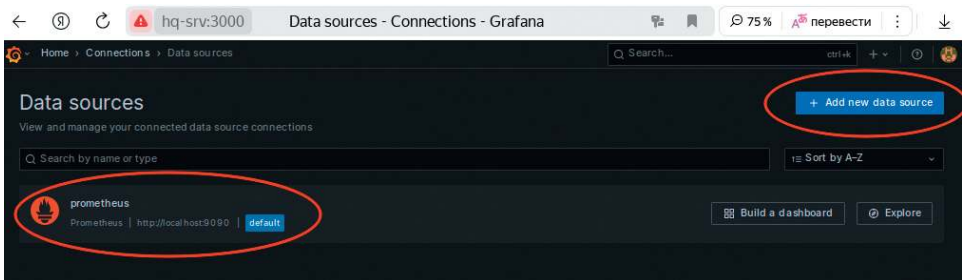 Я hq-srv:3000 Data sources - Connections - Grafana 75 % перевести
Home › Connections › Data sources Search... ctrl+k
Data sources
+ Add new data source
View and manage your connected data source connections
Search by name or type Sort by A–Z
prometheus
Prometheus | http://localhost:9090 | default
Build a dashboard Explore